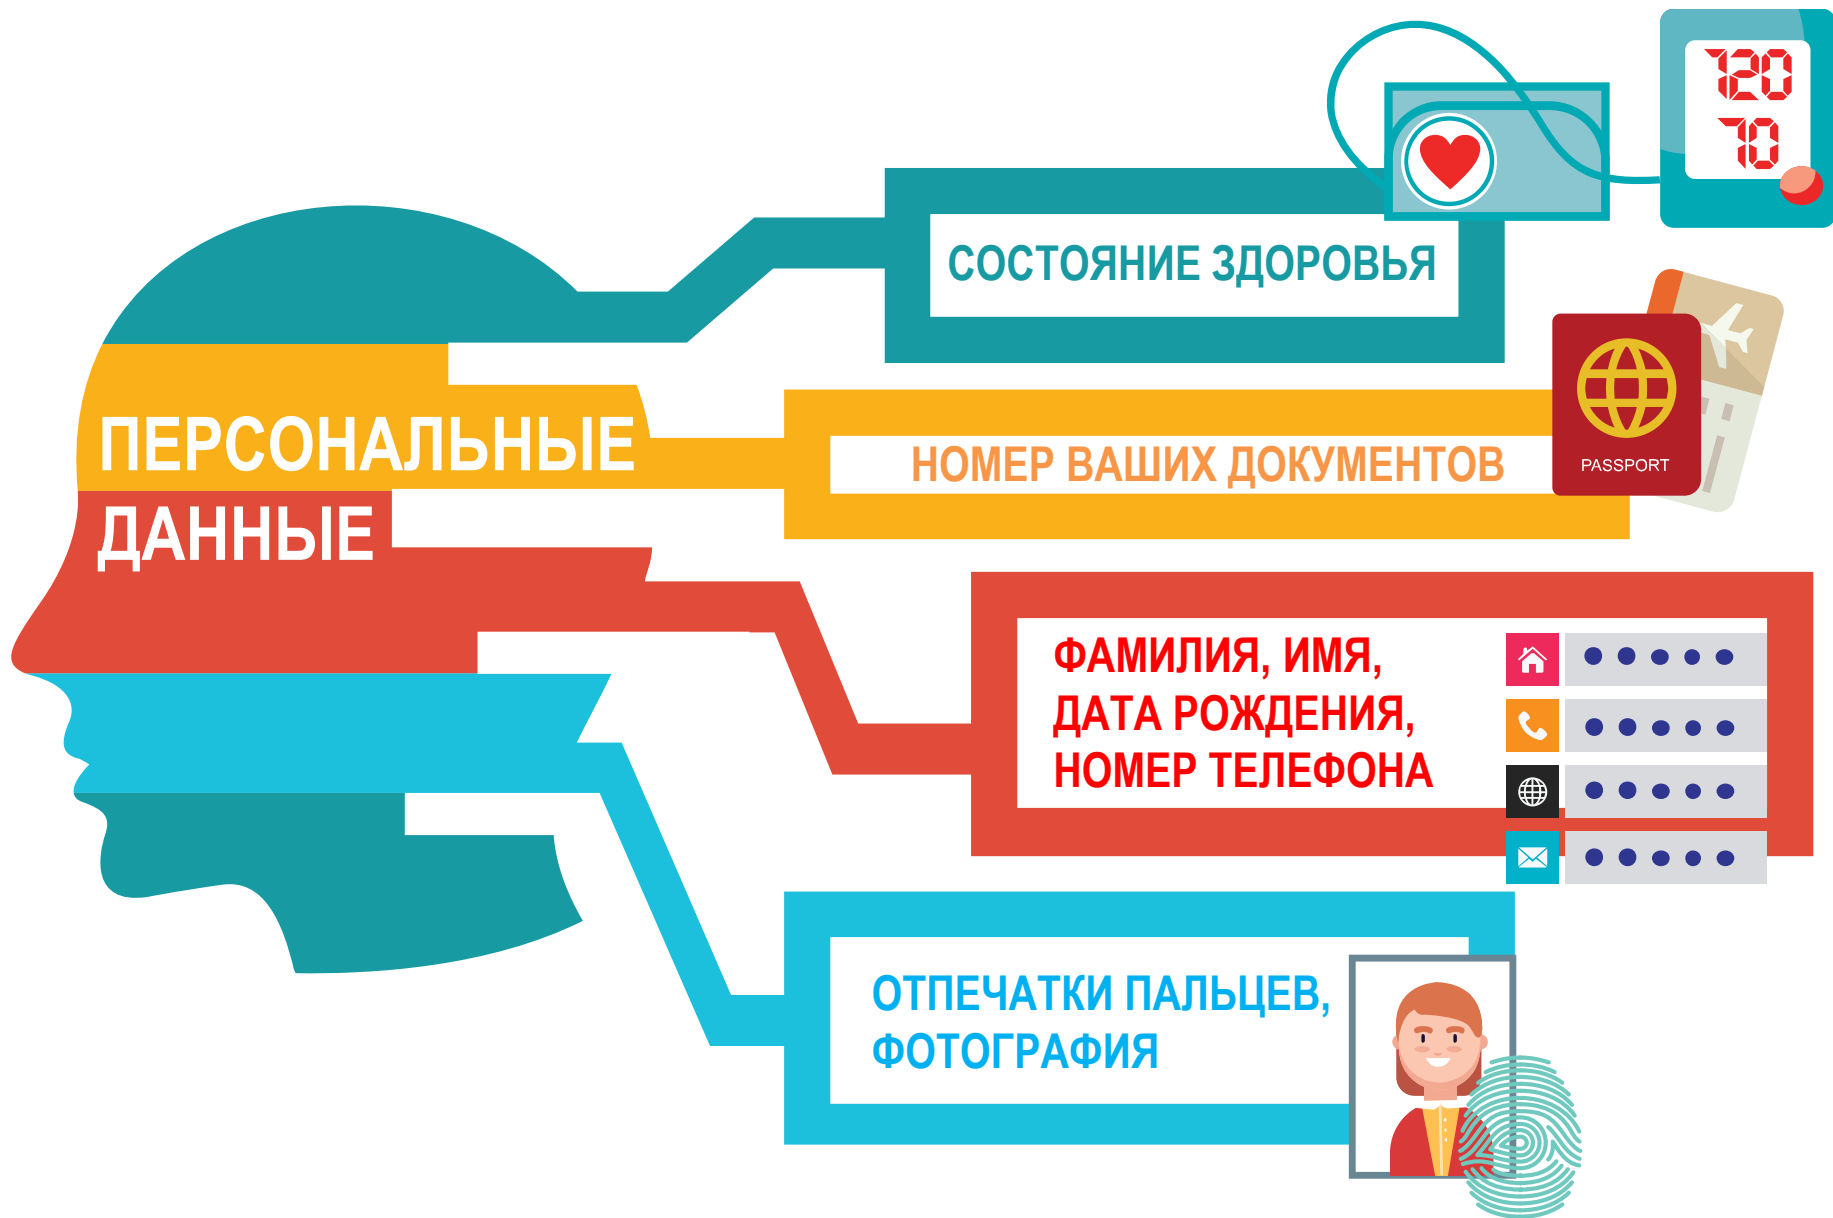 120
70
СОСТОЯНИЕ ЗДОРОВЬЯ
ПЕРСОНАЛЬНЫЕ
ДАННЫЕ
НОМЕР ВАШИХ ДОКУМЕНТОВ
PASSPORT
ФАМИЛИЯ, ИМЯ,
ДАТА РОЖДЕНИЯ,
НОМЕР ТЕЛЕФОНА
ОТПЕЧАТКИ ПАЛЬЦЕВ,
ФОТОГРАФИЯ